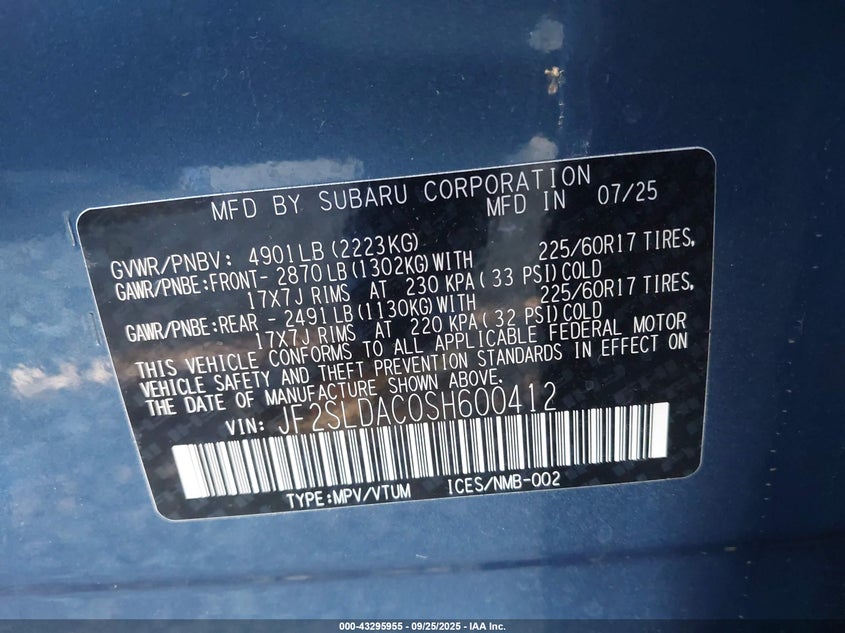 MFD BY SUBARU CORPORATION
MFD IN 07/25
GVWR/PNBV: 4901LB(2223KG)
GAWR/PNBE:FRONT- 2870LB(1302KG)WITH 225/60R17 TIRES,
17X7J RIMS AT 230 KPA( 33 PSI)COLD
GAWR/PNBE:REAR - 2491LB(1130KG)WITH 225/60R17 TIRES,
17X7J RIMS AT 220 KPA( 32 PSI)COLD
THIS VEHICLE CONFORMS TO ALL APPLICABLE FEDERAL MOTOR
VEHICLE SAFETY AND THEFT PREVENTION STANDARDS IN EFFECT ON
THE DATE OF MANUFACTURE SHOWN ABOVE.
VIN: JF2SLDAC0SH600412
TYPE:MPV/VTUM ICES/NMB-002
000-43295955 - 09/25/2025 - IAA Inc.